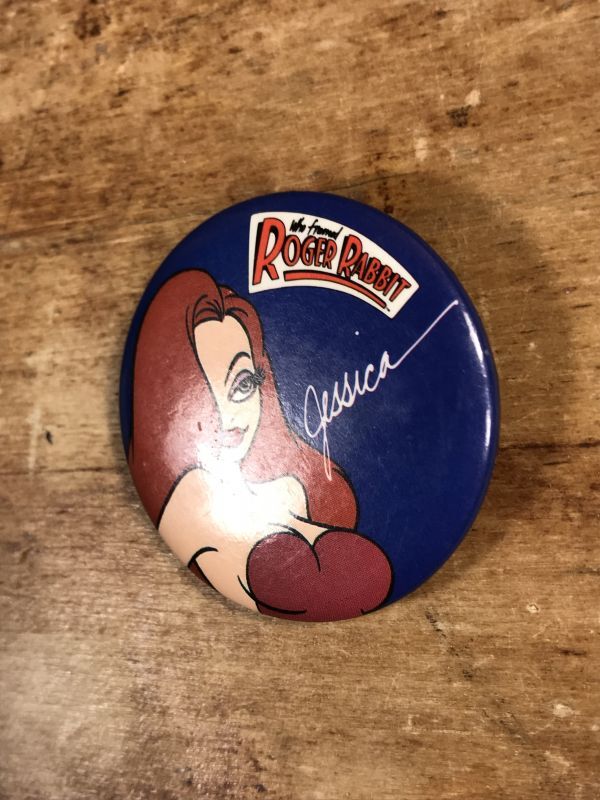 Who framed
ROGER RABBIT
Jessica